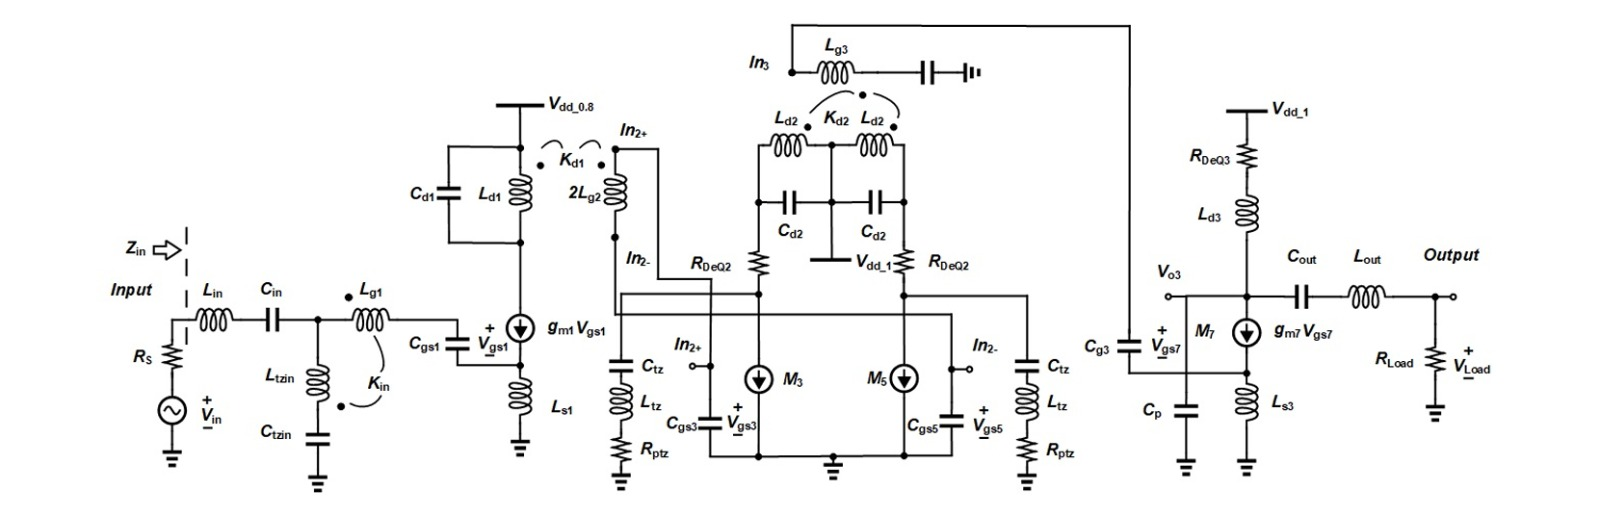 Lg3
In3
Vdd_0.8
Ld2
Kd2
Ld2
Vdd_1
In2+
Kd1
RDeQ3
Cd1
Ld1
2Lg2
Ld3
Cd2
Cd2
Zin
In2-
RDeQ2
Vdd_1
RDeQ2
Cout
Lout
Output
Vo3
Input
Lin
Cin
Lg1
+
Vgs1
-
Cgs1
gm1Vgs1
M7
gm7Vgs7
Cg3
+
Vgs7
-
In2+
In2-
RS
RLoad
+
VLoad
-
Ltzin
Kin
Ctz
M3
M5
Ctz
Ls1
Ltz
Ltz
Cp
Ls3
+
Vin
-
Ctzin
Cgs3
+
Vgs3
-
Cgs5
+
Vgs5
-
Rptz
Rptz